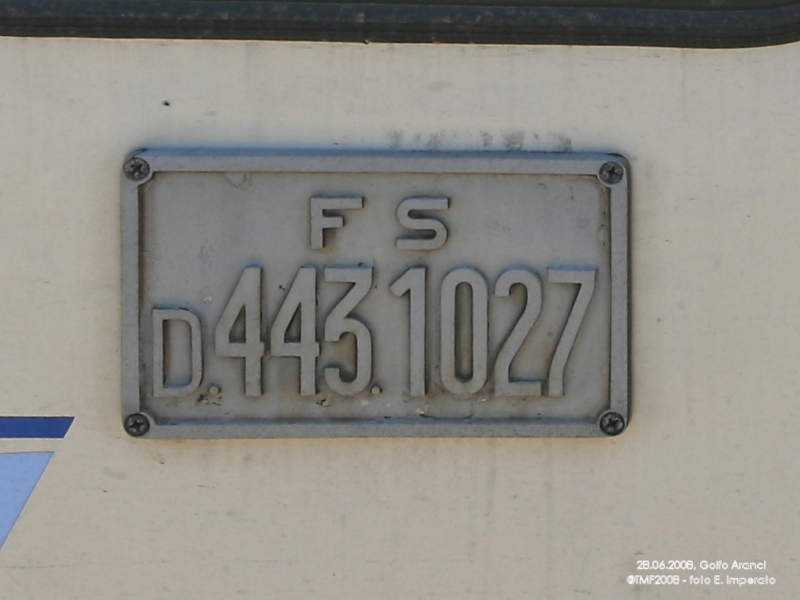 F S
D.443.1027
28.06.2008, Golfo Aranci
©TMF2008 - foto E. Imperato